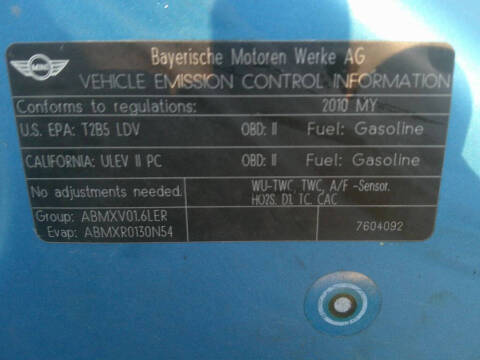 MINI
Bayerische Motoren Werke AG
VEHICLE EMISSION CONTROL INFORMATION
Conforms to regulations: 2010 MY
U.S. EPA: T2B5 LDV OBD: II Fuel: Gasoline
CALIFORNIA: ULEV II PC OBD: II Fuel: Gasoline
No adjustments needed.
WU-TWC, TWC, A/F -Sensor.
HO2S. DI. TC. CAC
Group: ABMXV01.6LER
Evap: ABMXR0130N54
7604092